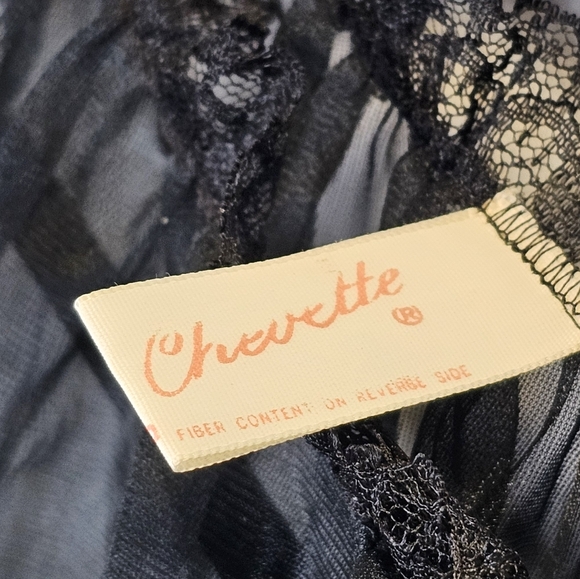 Chevette ®
FIBER CONTENT ON REVERSE SIDE